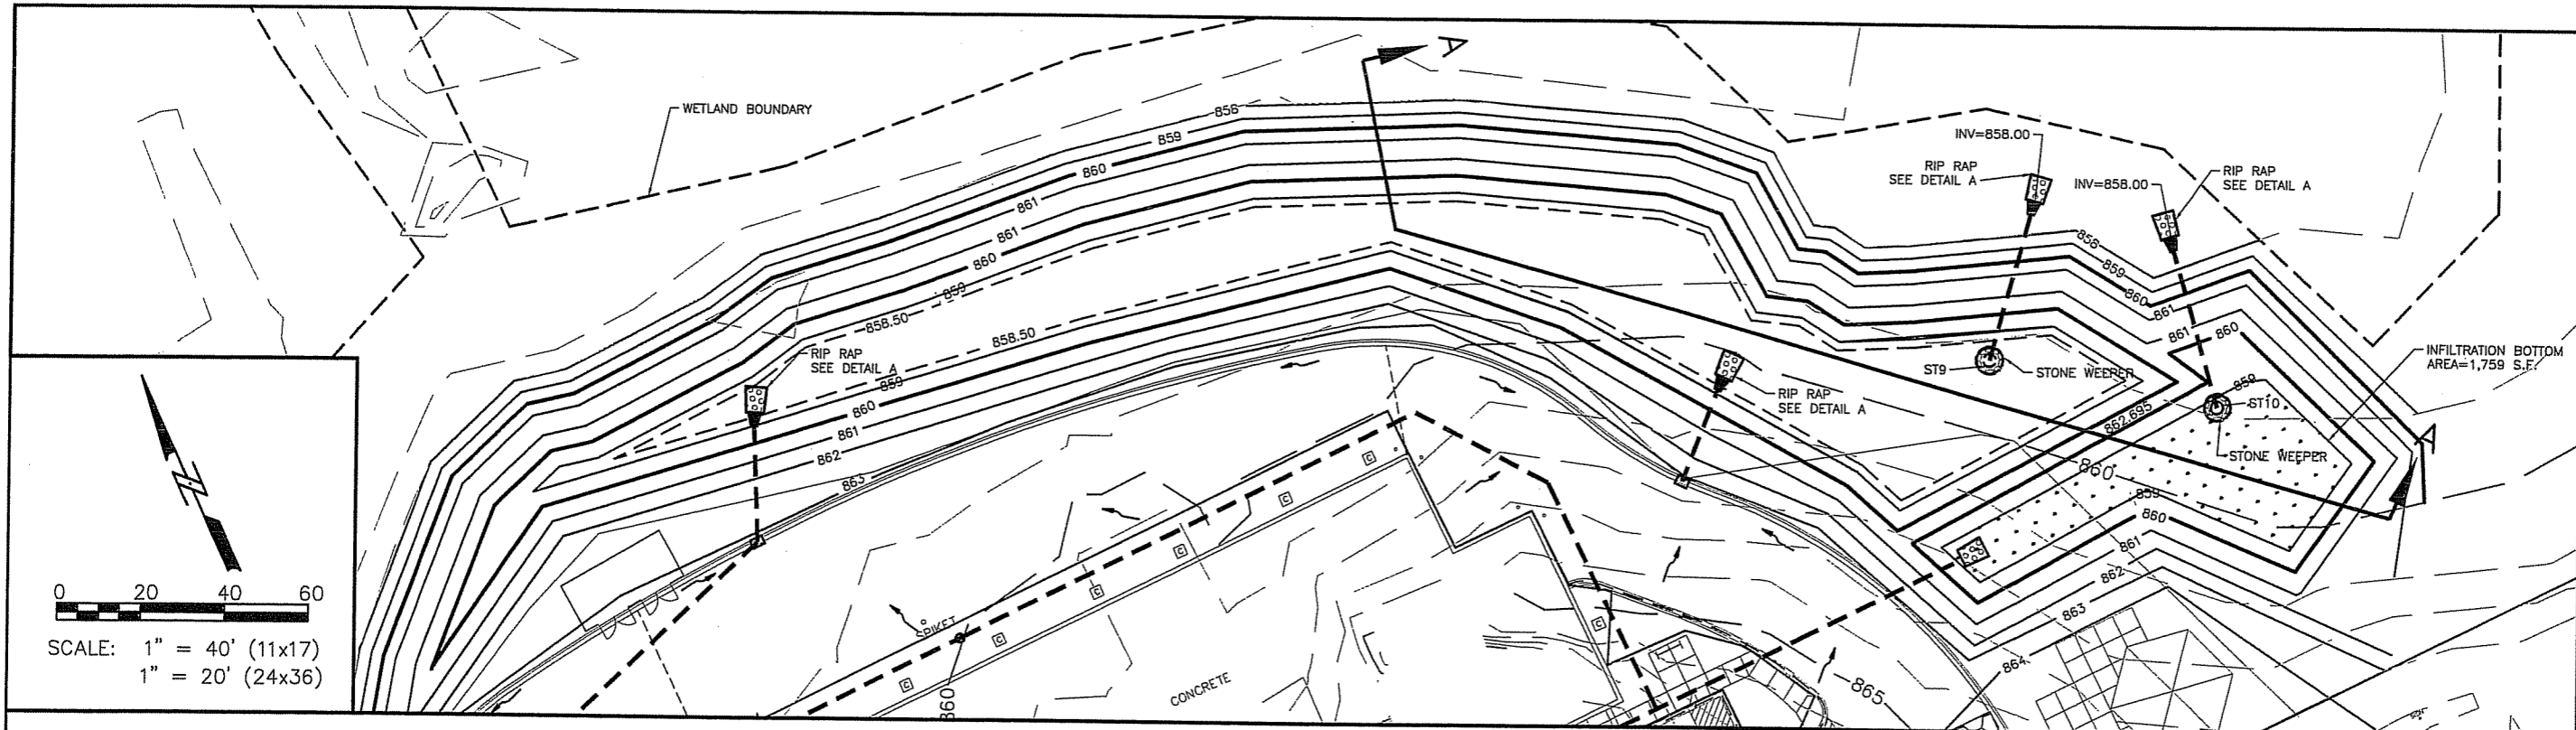 A
WETLAND BOUNDARY
858
859
860
861
861
860
859
858.50
858.50
INV=858.00
RIP RAP
SEE DETAIL A
INV=858.00
RIP RAP
SEE DETAIL A
858
859
860
861
861
860
INFILTRATION BOTTOM
AREA=1,759 S.F.
RIP RAP
SEE DETAIL A
859
860
861
862
863
RIP RAP
SEE DETAIL A
ST9
STONE WEEPER
859
ST10
862.695
STONE WEEPER
A
860
859
860
861
862
863
864
865
N
0 20 40 60
SCALE: 1" = 40' (11x17)
1" = 20' (24x36)
SPIKET
860
CONCRETE
C
C
C
C
C
C
C